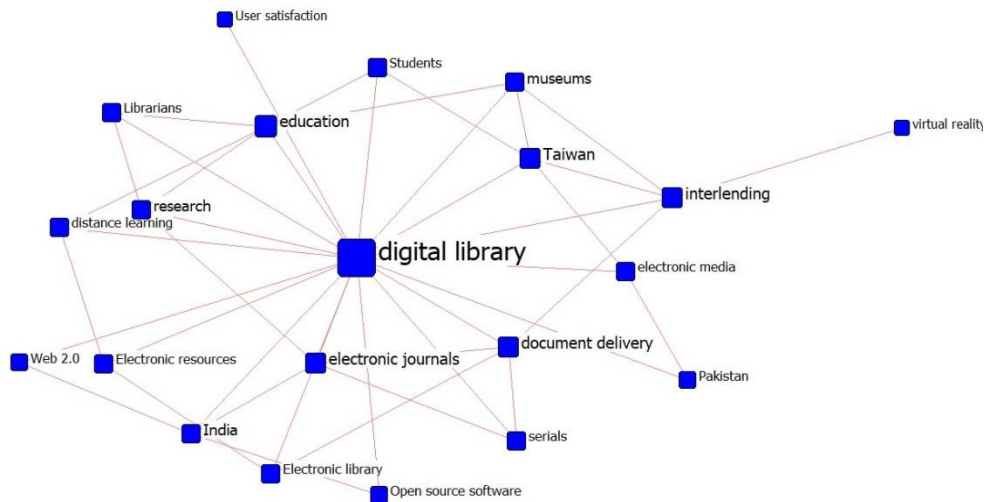 User satisfaction
Students
museums
Librarians
education
virtual reality
Taiwan
interlending
research
distance learning
digital library
electronic media
document delivery
Web 2.0
Electronic resources
electronic journals
Pakistan
India
serials
Electronic library
Open source software